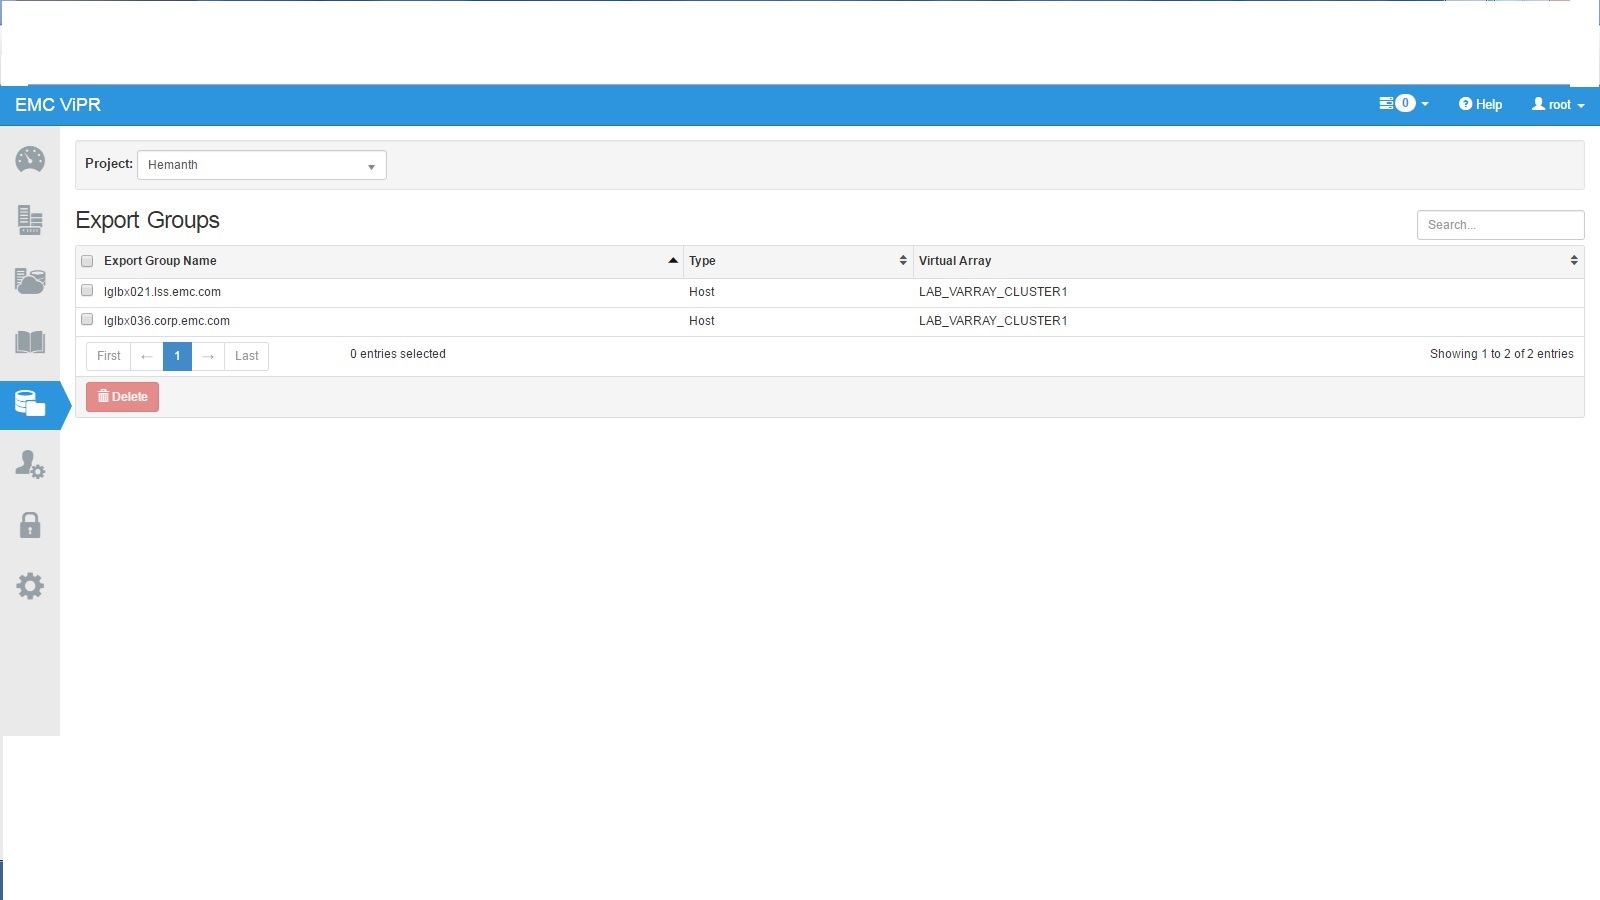 EMC ViPR
0
Help
root
Project: Hemanth
Export Groups
Search...
Export Group Name Type Virtual Array
lglbx021.lss.emc.com Host LAB_VARRAY_CLUSTER1
lglbx036.corp.emc.com Host LAB_VARRAY_CLUSTER1
First ← 1 → Last 0 entries selected Showing 1 to 2 of 2 entries
Delete